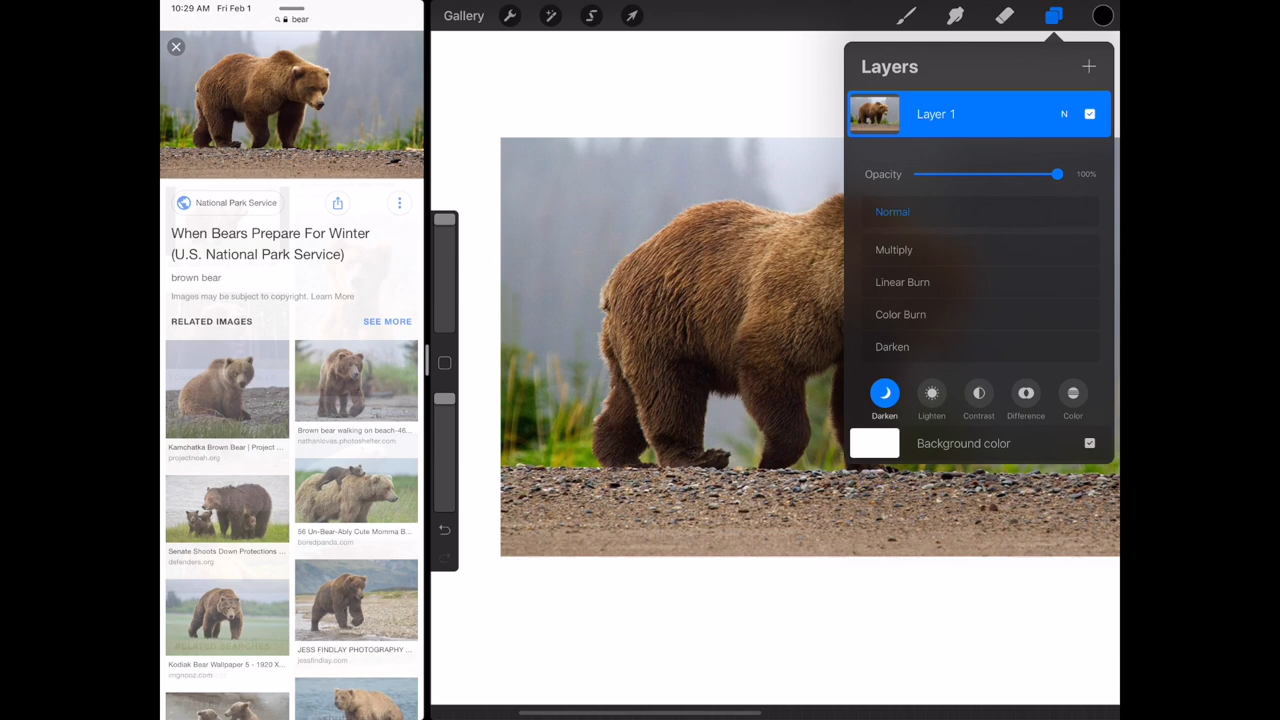 10:29 AM Fri Feb 1
bear
National Park Service
When Bears Prepare For Winter
(U.S. National Park Service)
brown bear
Images may be subject to copyright. Learn More
RELATED IMAGES
SEE MORE
Kamchatka Brown Bear | Project ...
projectnoah.org
Brown bear walking on beach-46...
nathanlovas.photoshelter.com
Senate Shoots Down Protections ...
defenders.org
56 Un-Bear-Ably Cute Momma B...
boredpanda.com
RELATED SEARCHES
Kodiak Bear Wallpaper 5 - 1920 X...
imgnooz.com
JESS FINDLAY PHOTOGRAPHY ...
jessfindlay.com
Gallery
Layers
Layer 1
N
Opacity
100%
Normal
Multiply
Linear Burn
Color Burn
Darken
Darken
Lighten
Contrast
Difference
Color
Background color